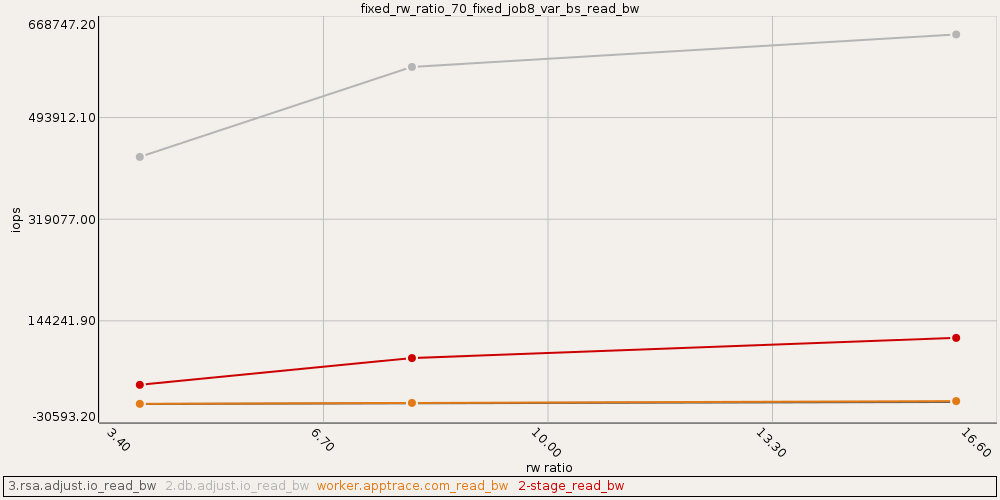 fixed_rw_ratio_70_fixed_job8_var_bs_read_bw
668747.20
493912.10
319077.00
144241.90
-30593.20
iops
3.40
6.70
10.00
13.30
16.60
rw ratio
3.rsa.adjust.io_read_bw 2.db.adjust.io_read_bw worker.apptrace.com_read_bw 2-stage_read_bw